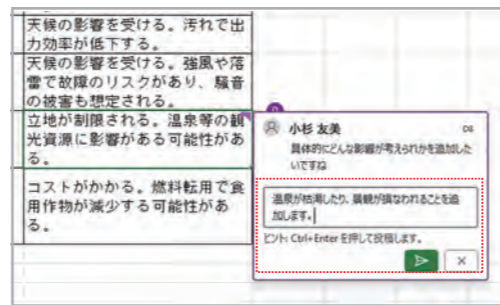 天候の影響を受ける。汚れで出
力効率が低下する。
天候の影響を受ける。強風や落
雷で故障のリスクがあり、騒音
の被害も想定される。
立地が制限される。温泉等の観
光資源に影響がある可能性があ
る。
コストがかかる。燃料転用で食
用作物が減少する可能性があ
る。
小杉 友美
D8
具体的にどんな影響が考えられかを追加した
いですね
温泉が枯渇したり、景観が損なわれることを追
加します。
ヒント: Ctrl+Enter を押して投稿します。